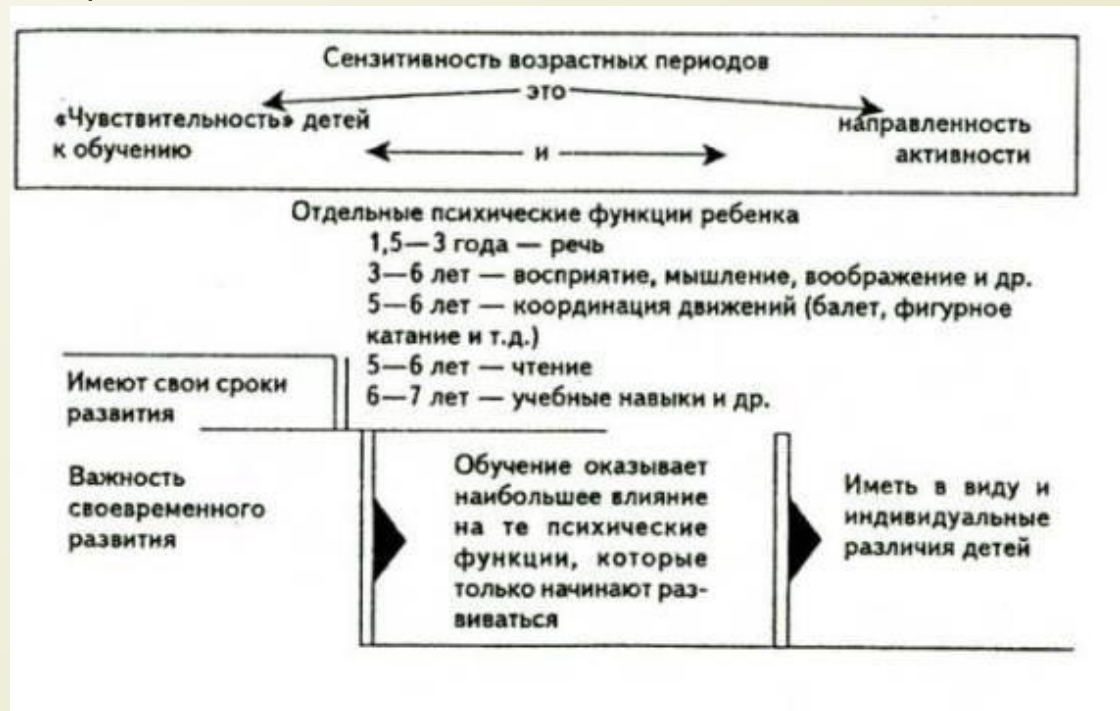 Сензитивность возрастных периодов
это
«Чувствительность» детей
к обучению
и
направленность
активности
Отдельные психические функции ребенка
1,5—3 года — речь
3—6 лет — восприятие, мышление, воображение и др.
5—6 лет — координация движений (балет, фигурное
катание и т.д.)
5—6 лет — чтение
6—7 лет — учебные навыки и др.
Имеют свои сроки
развития
Важность
своевременного
развития
Обучение оказывает
наибольшее влияние
на те психические
функции, которые
только начинают раз-
виваться
Иметь в виду и
индивидуальные
различия детей